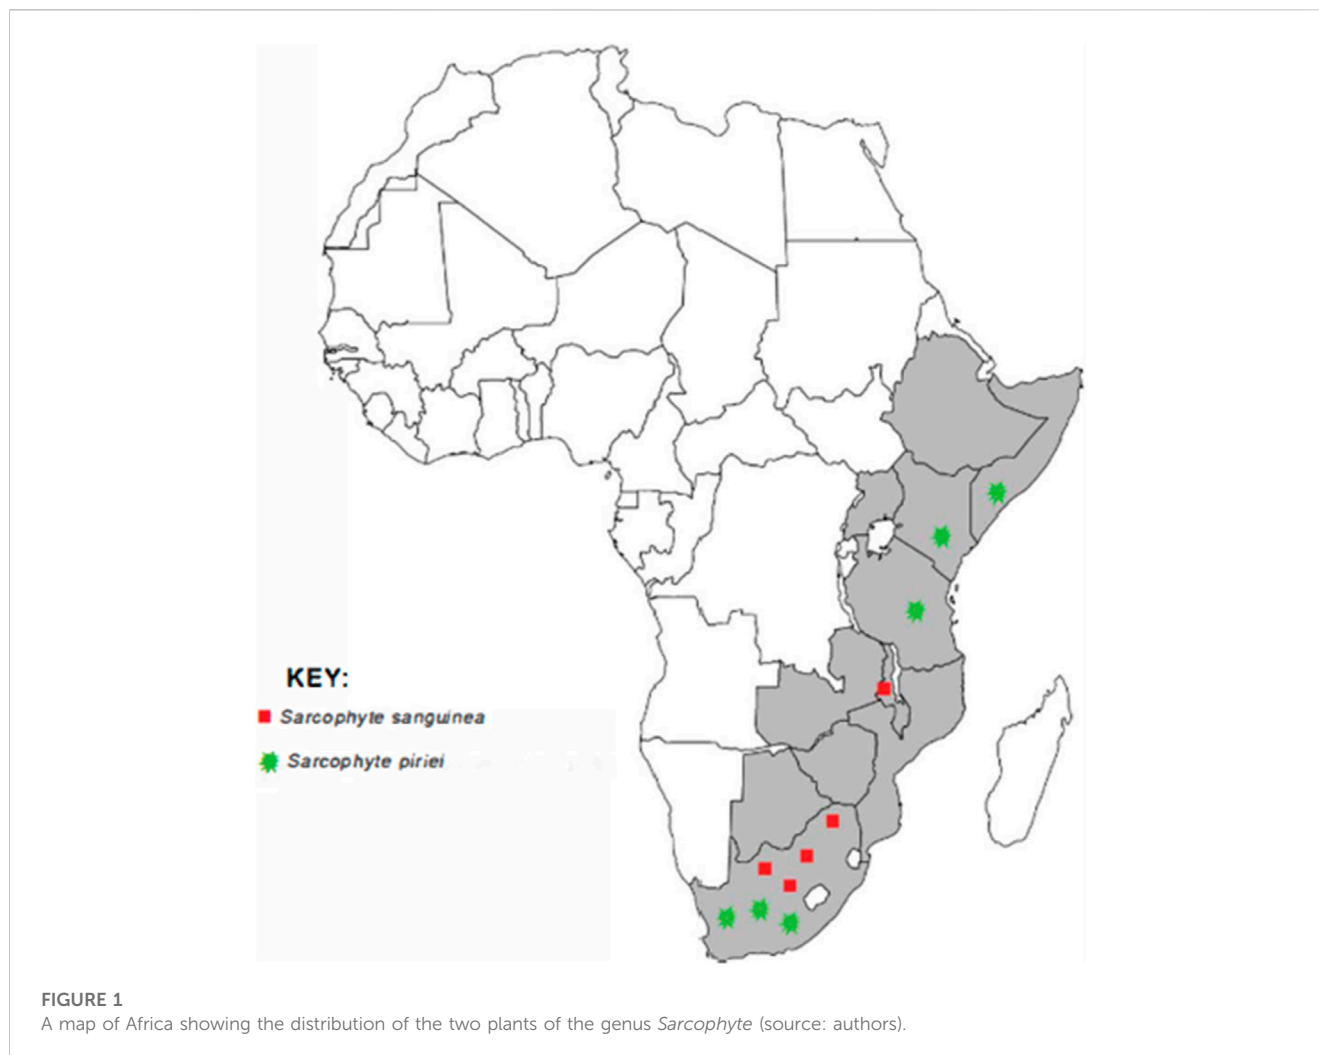 KEY:
Sarcophyte sanguinea
Sarcophyte piriei
FIGURE 1
A map of Africa showing the distribution of the two plants of the genus Sarcophyte (source: authors).